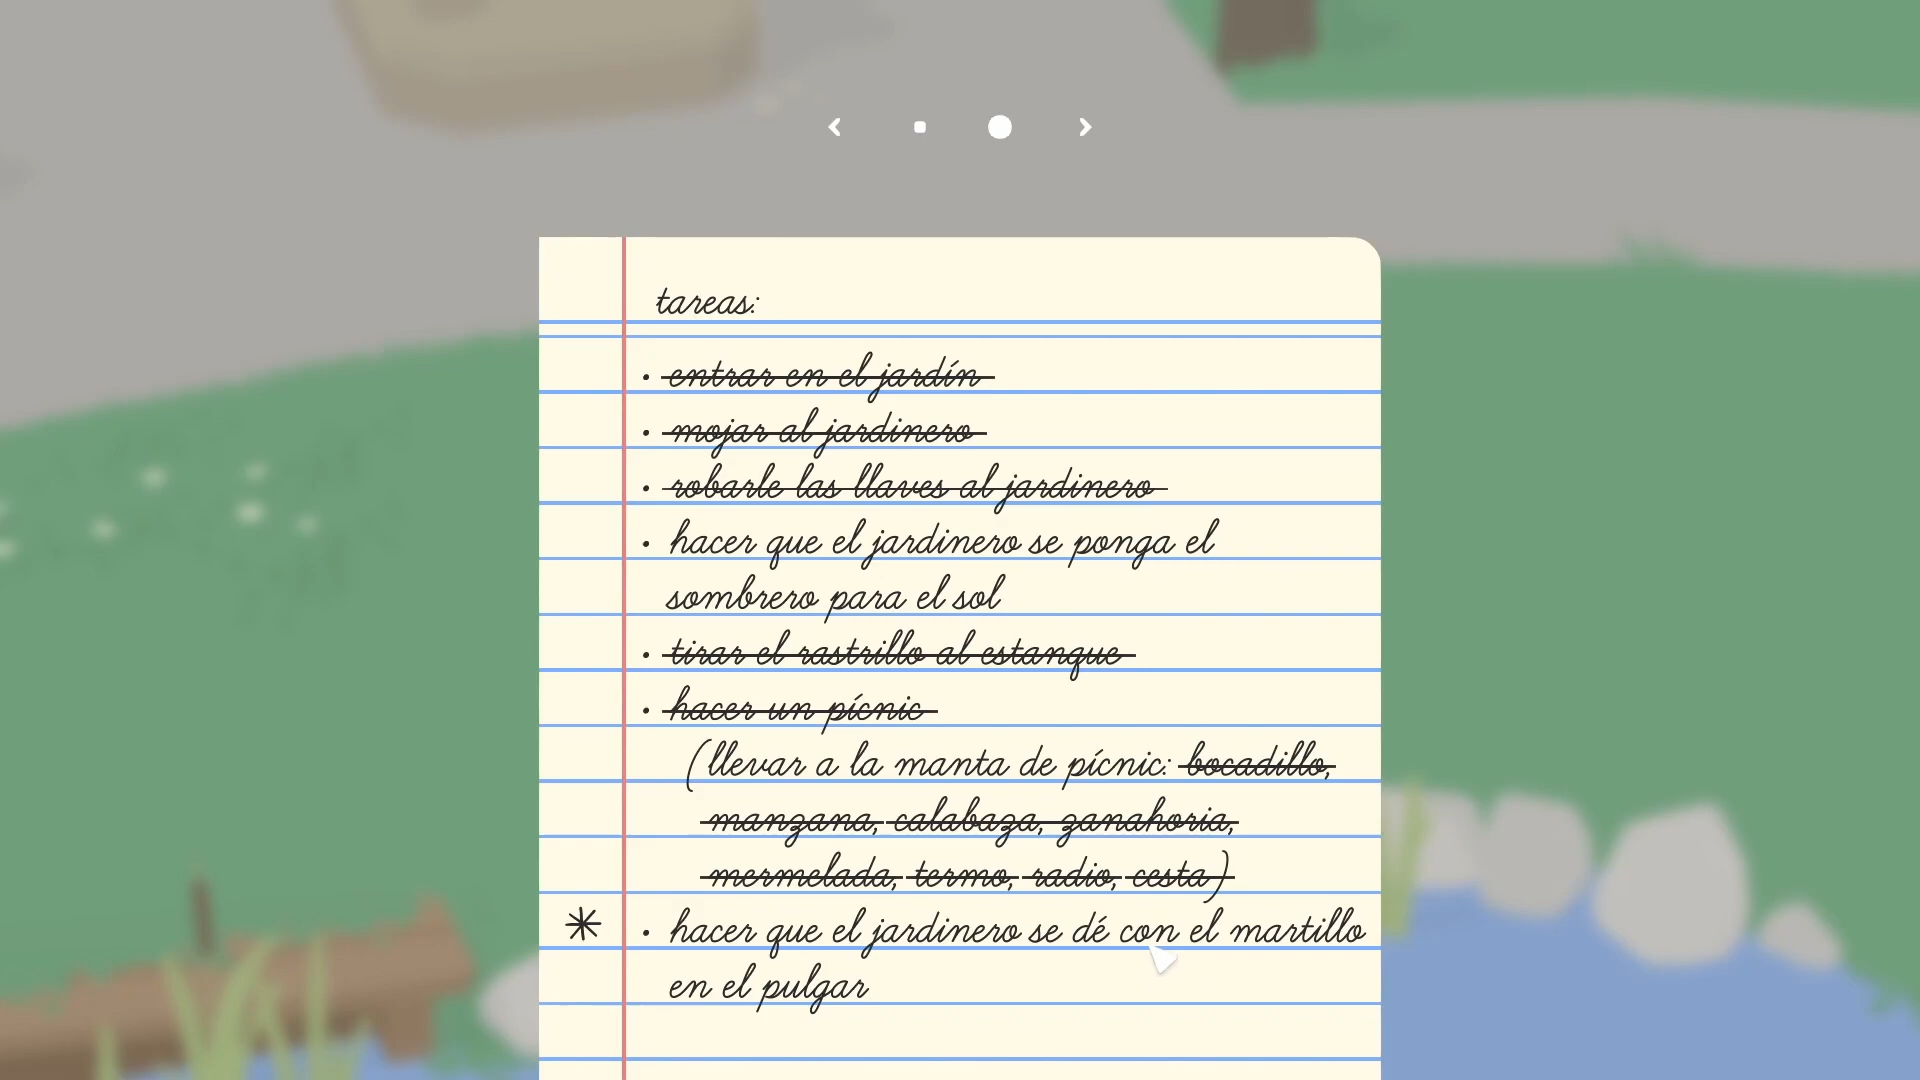 tareas:
• entrar en el jardín
• mojar al jardinero
• robarle las llaves al jardinero
• hacer que el jardinero se ponga el
sombrero para el sol
• tirar el rastrillo al estanque
• hacer un pícnic
(llevar a la manta de pícnic: bocadillo,
manzana, calabaza, zanahoria,
mermelada, termo, radio, cesta)
• hacer que el jardinero se dé con el martillo
en el pulgar